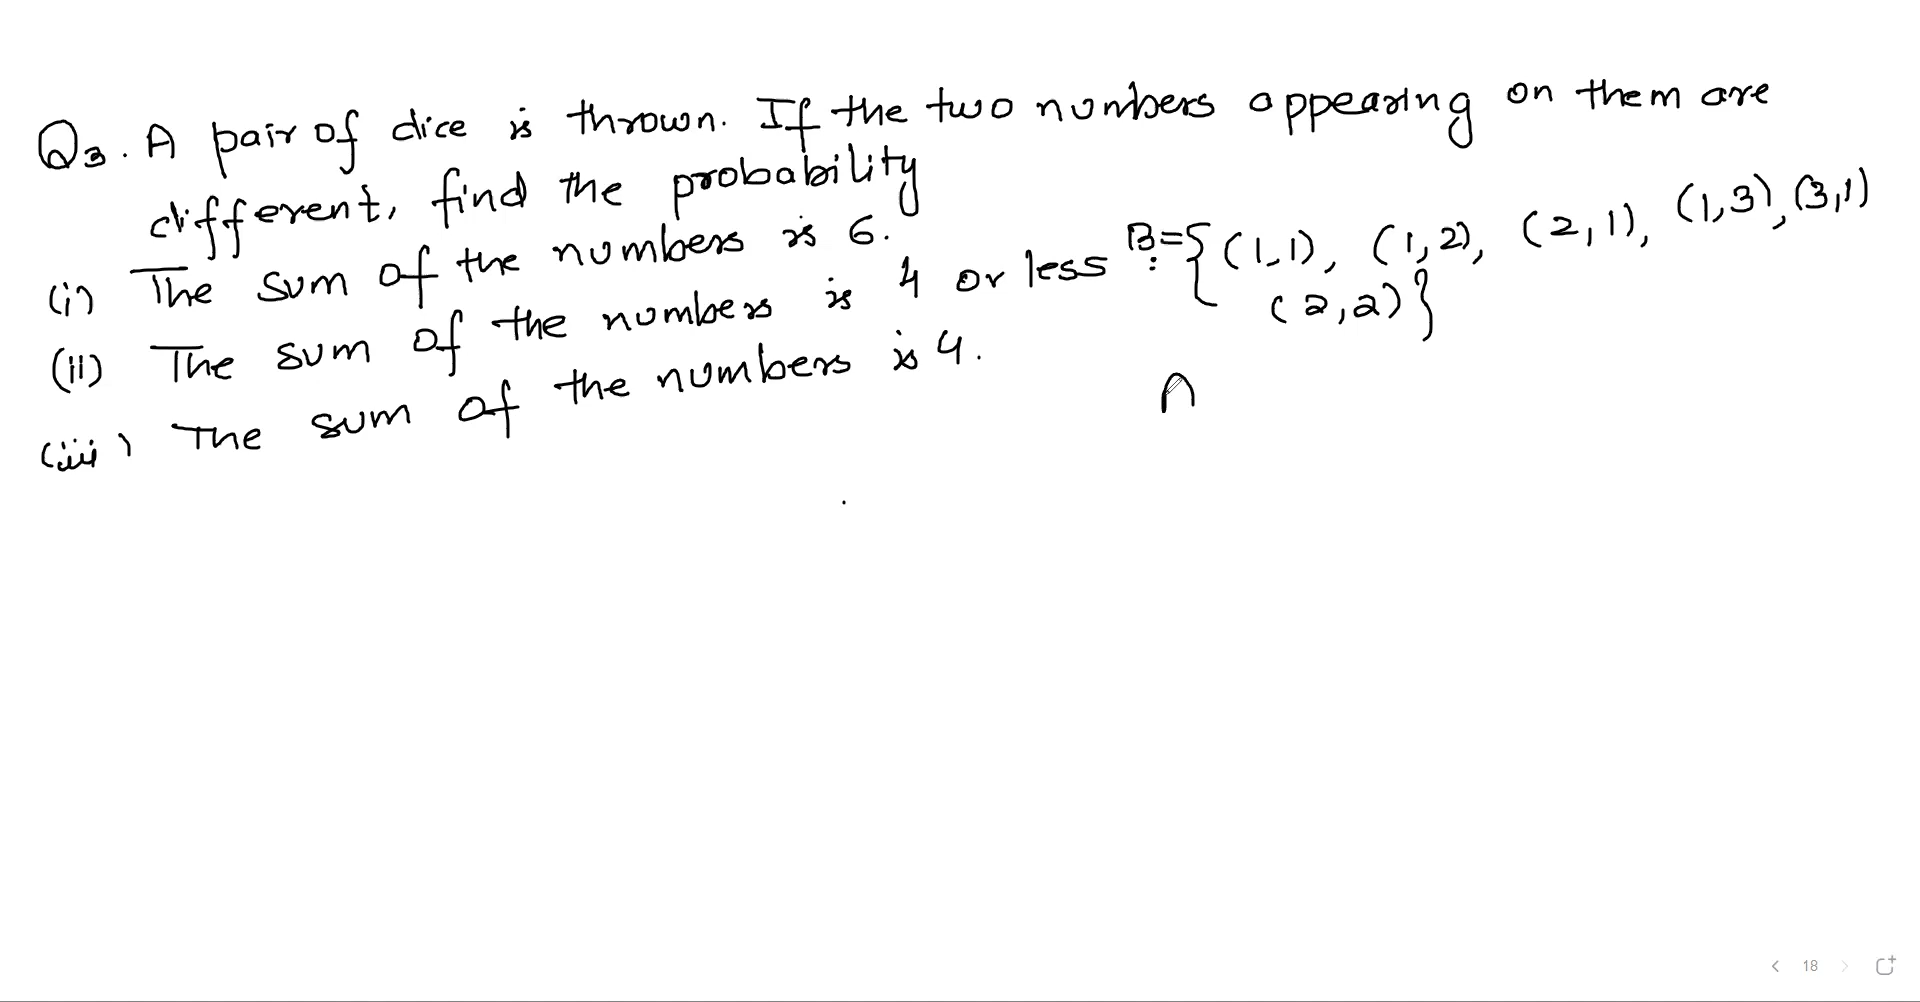 Q3. A pair of dice is thrown. If the two numbers appearing on them are
different, find the probability
(i) The sum of the numbers is 6.
(ii) The sum of the numbers is 4 or less B={(1,1), (1,2), (2,1), (1,3), (3,1)
(2,2)}
(iii) The sum of the numbers is 4.
18